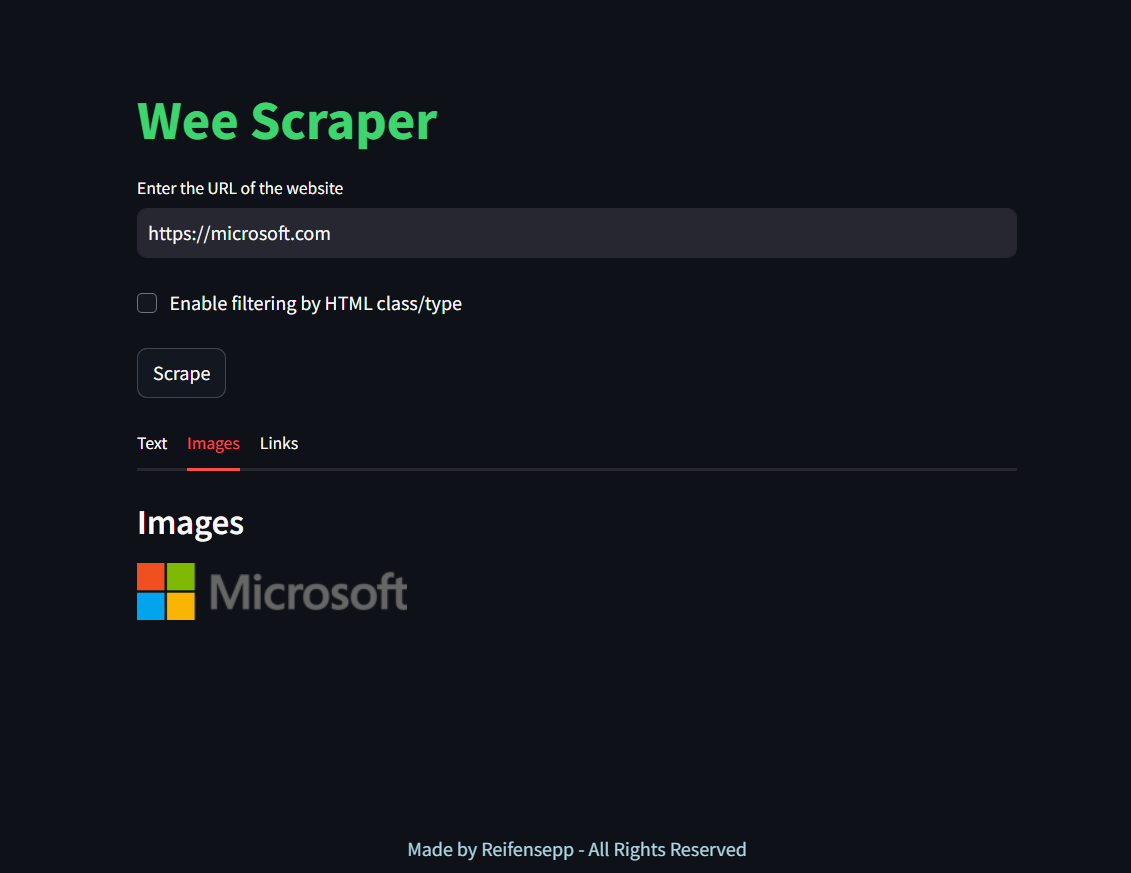 Wee Scraper
Enter the URL of the website
https://microsoft.com
Enable filtering by HTML class/type
Scrape
Text Images Links
Images
Microsoft
Made by Reifensepp - All Rights Reserved